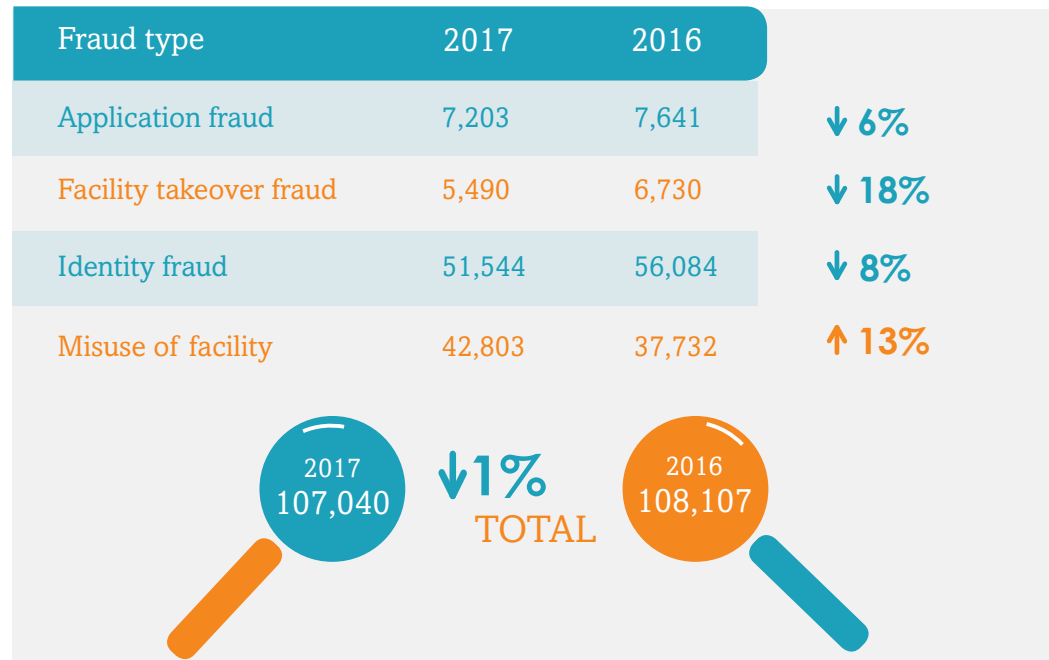 Fraud type 2017 2016
Application fraud 7,203 7,641 ↓ 6%
Facility takeover fraud 5,490 6,730 ↓ 18%
Identity fraud 51,544 56,084 ↓ 8%
Misuse of facility 42,803 37,732 ↑ 13%
2017
107,040
↓1%
TOTAL
2016
108,107